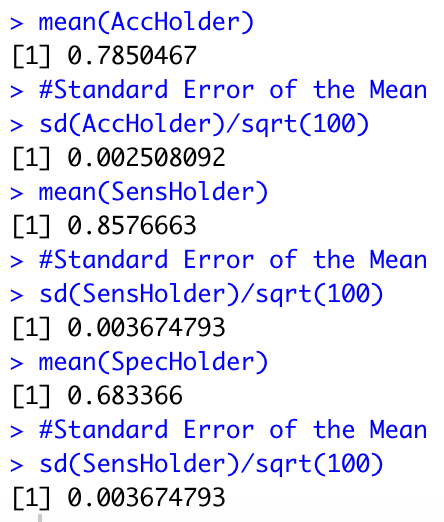 > mean(AccHolder)
[1] 0.7850467
> #Standard Error of the Mean
> sd(AccHolder)/sqrt(100)
[1] 0.002508092
> mean(SensHolder)
[1] 0.8576663
> #Standard Error of the Mean
> sd(SensHolder)/sqrt(100)
[1] 0.003674793
> mean(SpecHolder)
[1] 0.683366
> #Standard Error of the Mean
> sd(SensHolder)/sqrt(100)
[1] 0.003674793